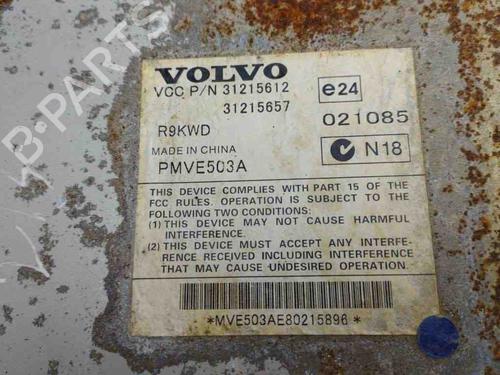 B-PARTS
VOLVO
VCC P/N 31215612
31215657
e24
021085
R9KWD
MADE IN CHINA
PMVE503A
N18
THIS DEVICE COMPLIES WITH PART 15 OF THE
FCC RULES. OPERATION IS SUBJECT TO THE
FOLLOWING TWO CONDITIONS:
(1) THIS DEVICE MAY NOT CAUSE HARMFUL
INTERFERENCE.
(2) THIS DEVICE MUST ACCEPT ANY INTERFE-
RENCE RECEIVED INCLUDING INTERFERENCE
THAT MAY CAUSE UNDESIRED OPERATION.
*MVE503AE80215896*